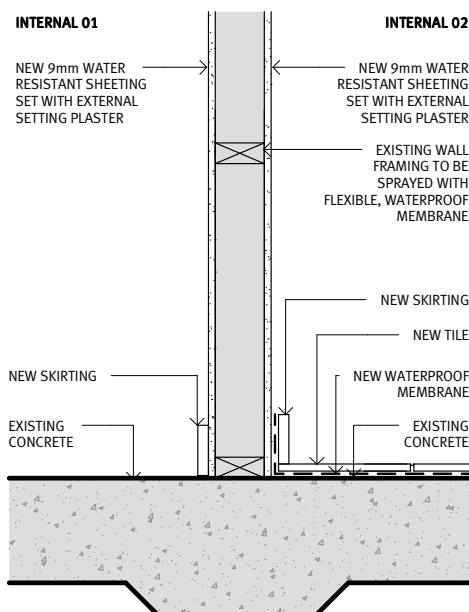 INTERNAL 01
NEW 9mm WATER
RESISTANT SHEETING
SET WITH EXTERNAL
SETTING PLASTER
NEW SKIRTING
EXISTING
CONCRETE
INTERNAL 02
NEW 9mm WATER
RESISTANT SHEETING
SET WITH EXTERNAL
SETTING PLASTER
EXISTING WALL
FRAMING TO BE
SPRAYED WITH
FLEXIBLE, WATERPROOF
MEMBRANE
NEW SKIRTING
NEW TILE
NEW WATERPROOF
MEMBRANE
EXISTING
CONCRETE